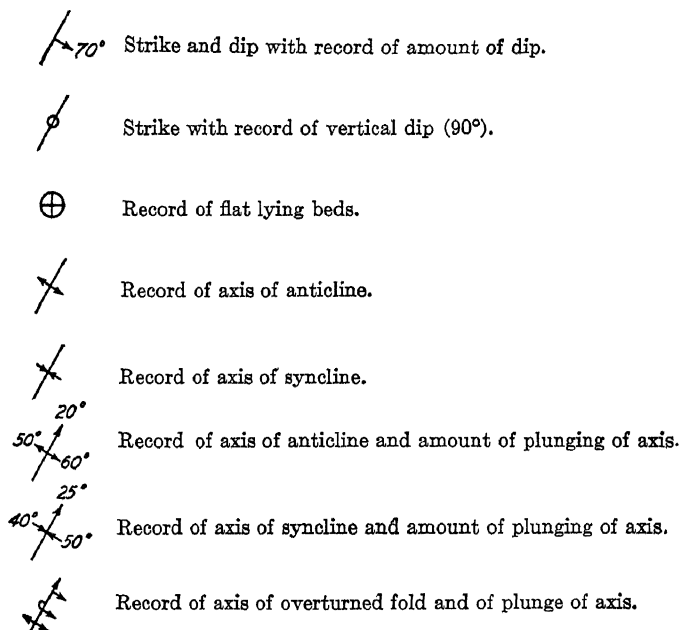 70° Strike and dip with record of amount of dip.
Strike with record of vertical dip (90°).
Record of flat lying beds.
Record of axis of anticline.
Record of axis of syncline.
20°
50° 60° Record of axis of anticline and amount of plunging of axis.
25°
40° 50° Record of axis of syncline and amount of plunging of axis.
Record of axis of overturned fold and of plunge of axis.